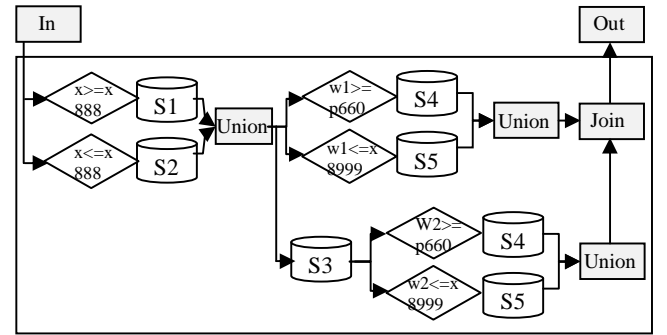 In
Out
x>=x
888
S1
w1>=
p660
S4
Union
Union
Join
x<=x
888
S2
w1<=x
8999
S5
W2>=
p660
S4
S3
Union
w2<=x
8999
S5